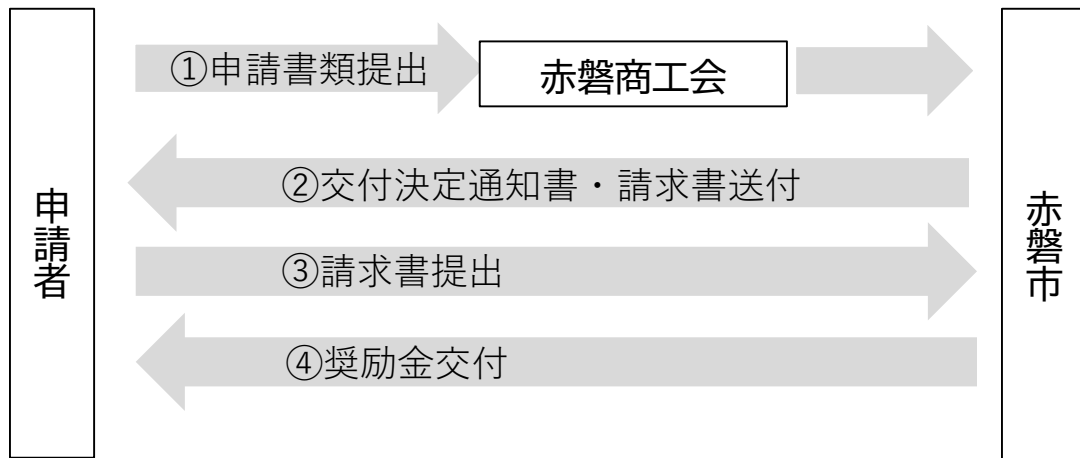 ①申請書類提出
赤磐商工会
②交付決定通知書・請求書送付
申請者
赤磐市
③請求書提出
④奨励金交付